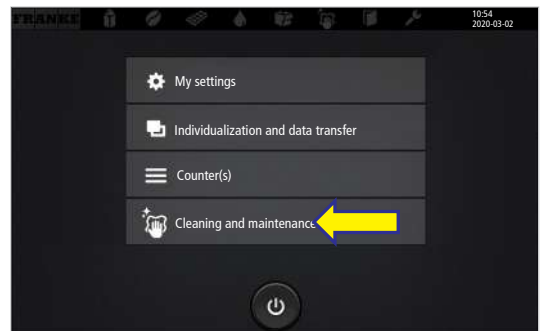 FRANKE
10:54
2020-03-02
My settings
Individualization and data transfer
Counter(s)
Cleaning and maintenance